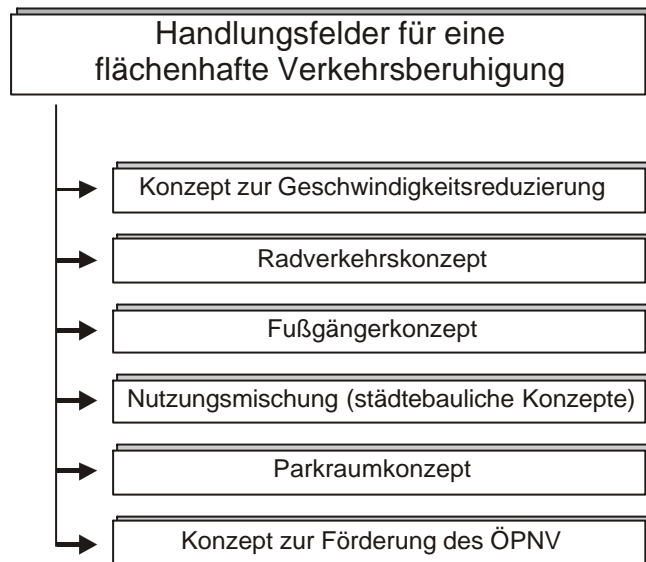 Handlungsfelder für eine
flächenhafte Verkehrsberuhigung
Konzept zur Geschwindigkeitsreduzierung
Radverkehrskonzept
Fußgängerkonzept
Nutzungsmischung (städtebauliche Konzepte)
Parkraumkonzept
Konzept zur Förderung des ÖPNV